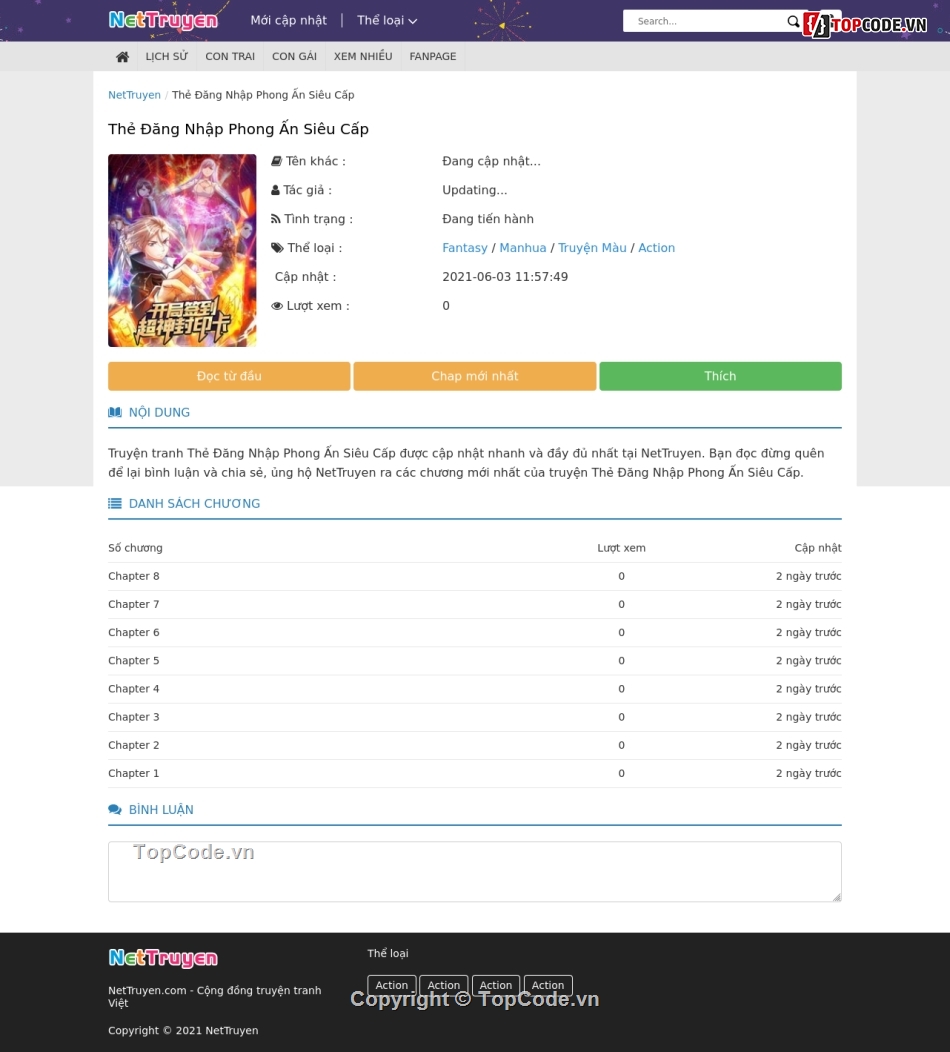 NetTruyen Mới cập nhật Thể loại Search... TOPCODE.VN
LỊCH SỬ CON TRAI CON GÁI XEM NHIỀU FANPAGE
NetTruyen / Thẻ Đăng Nhập Phong Ấn Siêu Cấp
Thẻ Đăng Nhập Phong Ấn Siêu Cấp
开局签到
超神封印卡
Tên khác : Đang cập nhật...
Tác giả : Updating...
Tình trạng : Đang tiến hành
Thể loại : Fantasy / Manhua / Truyện Màu / Action
Cập nhật : 2021-06-03 11:57:49
Lượt xem : 0
Đọc từ đầu Chap mới nhất Thích
NỘI DUNG
Truyện tranh Thẻ Đăng Nhập Phong Ấn Siêu Cấp được cập nhật nhanh và đầy đủ nhất tại NetTruyen. Bạn đọc đừng quên
để lại bình luận và chia sẻ, ủng hộ NetTruyen ra các chương mới nhất của truyện Thẻ Đăng Nhập Phong Ấn Siêu Cấp.
DANH SÁCH CHƯƠNG
Số chương Lượt xem Cập nhật
Chapter 8 0 2 ngày trước
Chapter 7 0 2 ngày trước
Chapter 6 0 2 ngày trước
Chapter 5 0 2 ngày trước
Chapter 4 0 2 ngày trước
Chapter 3 0 2 ngày trước
Chapter 2 0 2 ngày trước
Chapter 1 0 2 ngày trước
BÌNH LUẬN
TopCode.vn
NetTruyen
NetTruyen.com - Cộng đồng truyện tranh
Việt
Copyright © 2021 NetTruyen
Thể loại
Action Action Action Action
Copyright © TopCode.vn